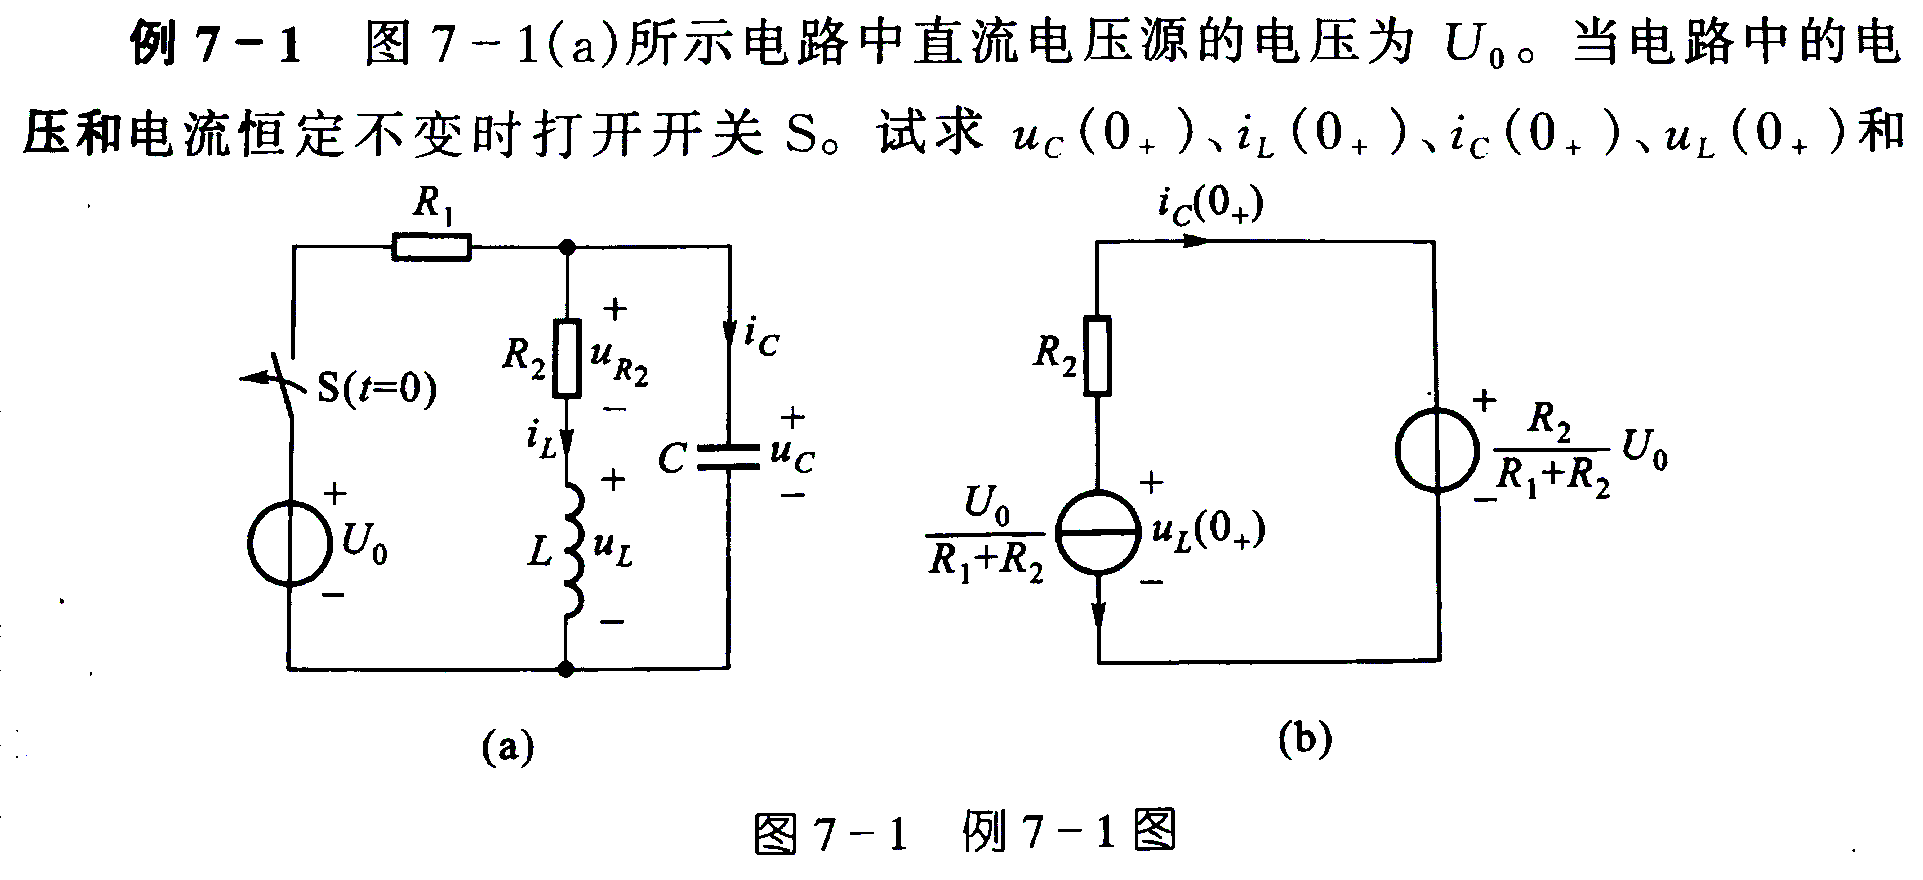 例 7-1 图 7-1(a)所示电路中直流电压源的电压为 U₀。当电路中的电
压和电流恒定不变时打开开关 S。试求 u_C(0₊)、i_L(0₊)、i_C(0₊)、u_L(0₊)和
R₁
+
R₂
u_R₂
−
i_C
S(t=0)
i_L
+
C
u_C
−
+
U₀
−
+
L
u_L
−
(a)
i_C(0₊)
R₂
+
R₂
R₁+R₂
U₀
−
U₀
R₁+R₂
+
u_L(0₊)
−
(b)
图 7-1 例 7-1 图